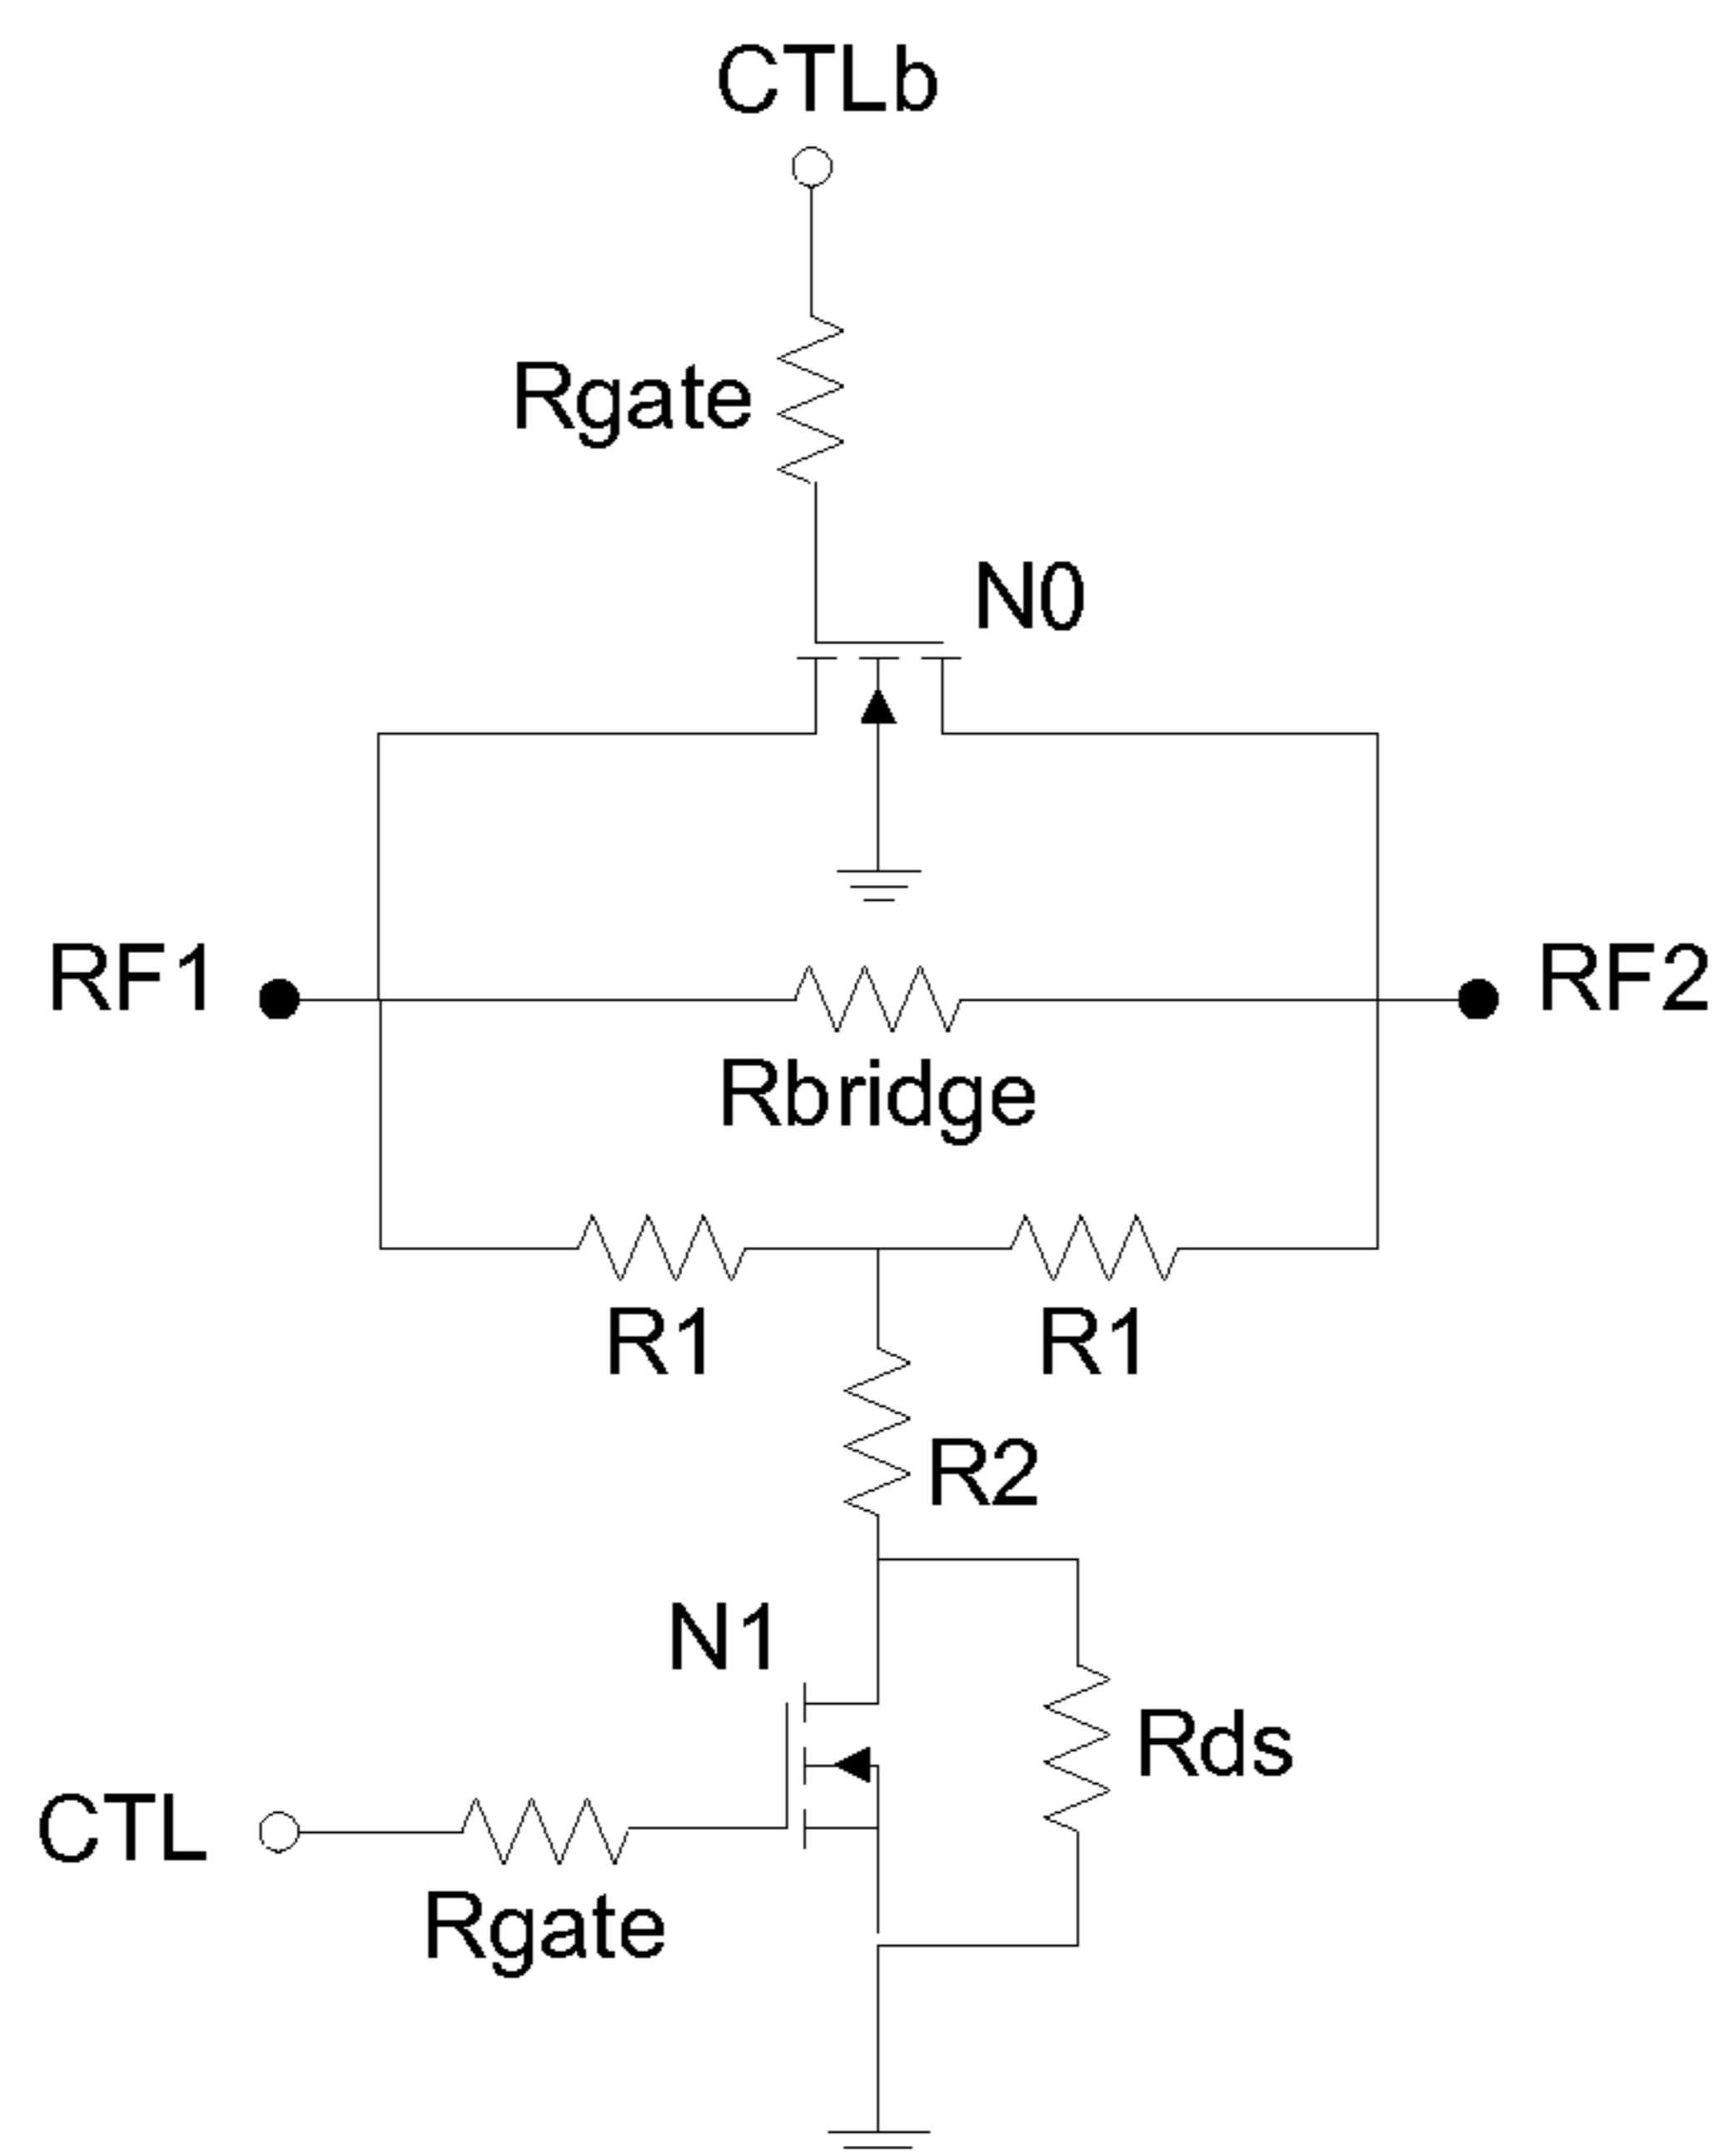 CTLb
Rgate
N0
RF1
RF2
Rbridge
R1
R1
R2
N1
Rds
CTL
Rgate